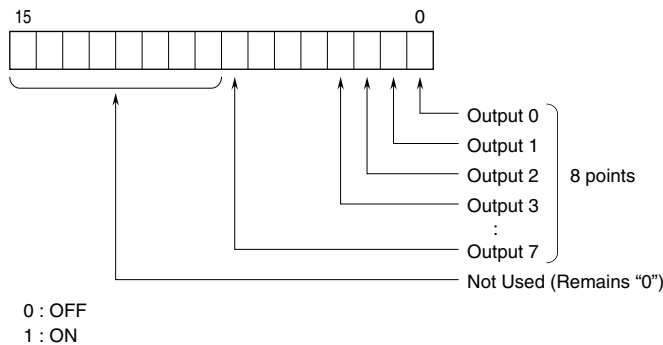 15 0
Output 0
Output 1
Output 2
8 points
Output 3
:
Output 7
Not Used (Remains “0”)
0 : OFF
1 : ON